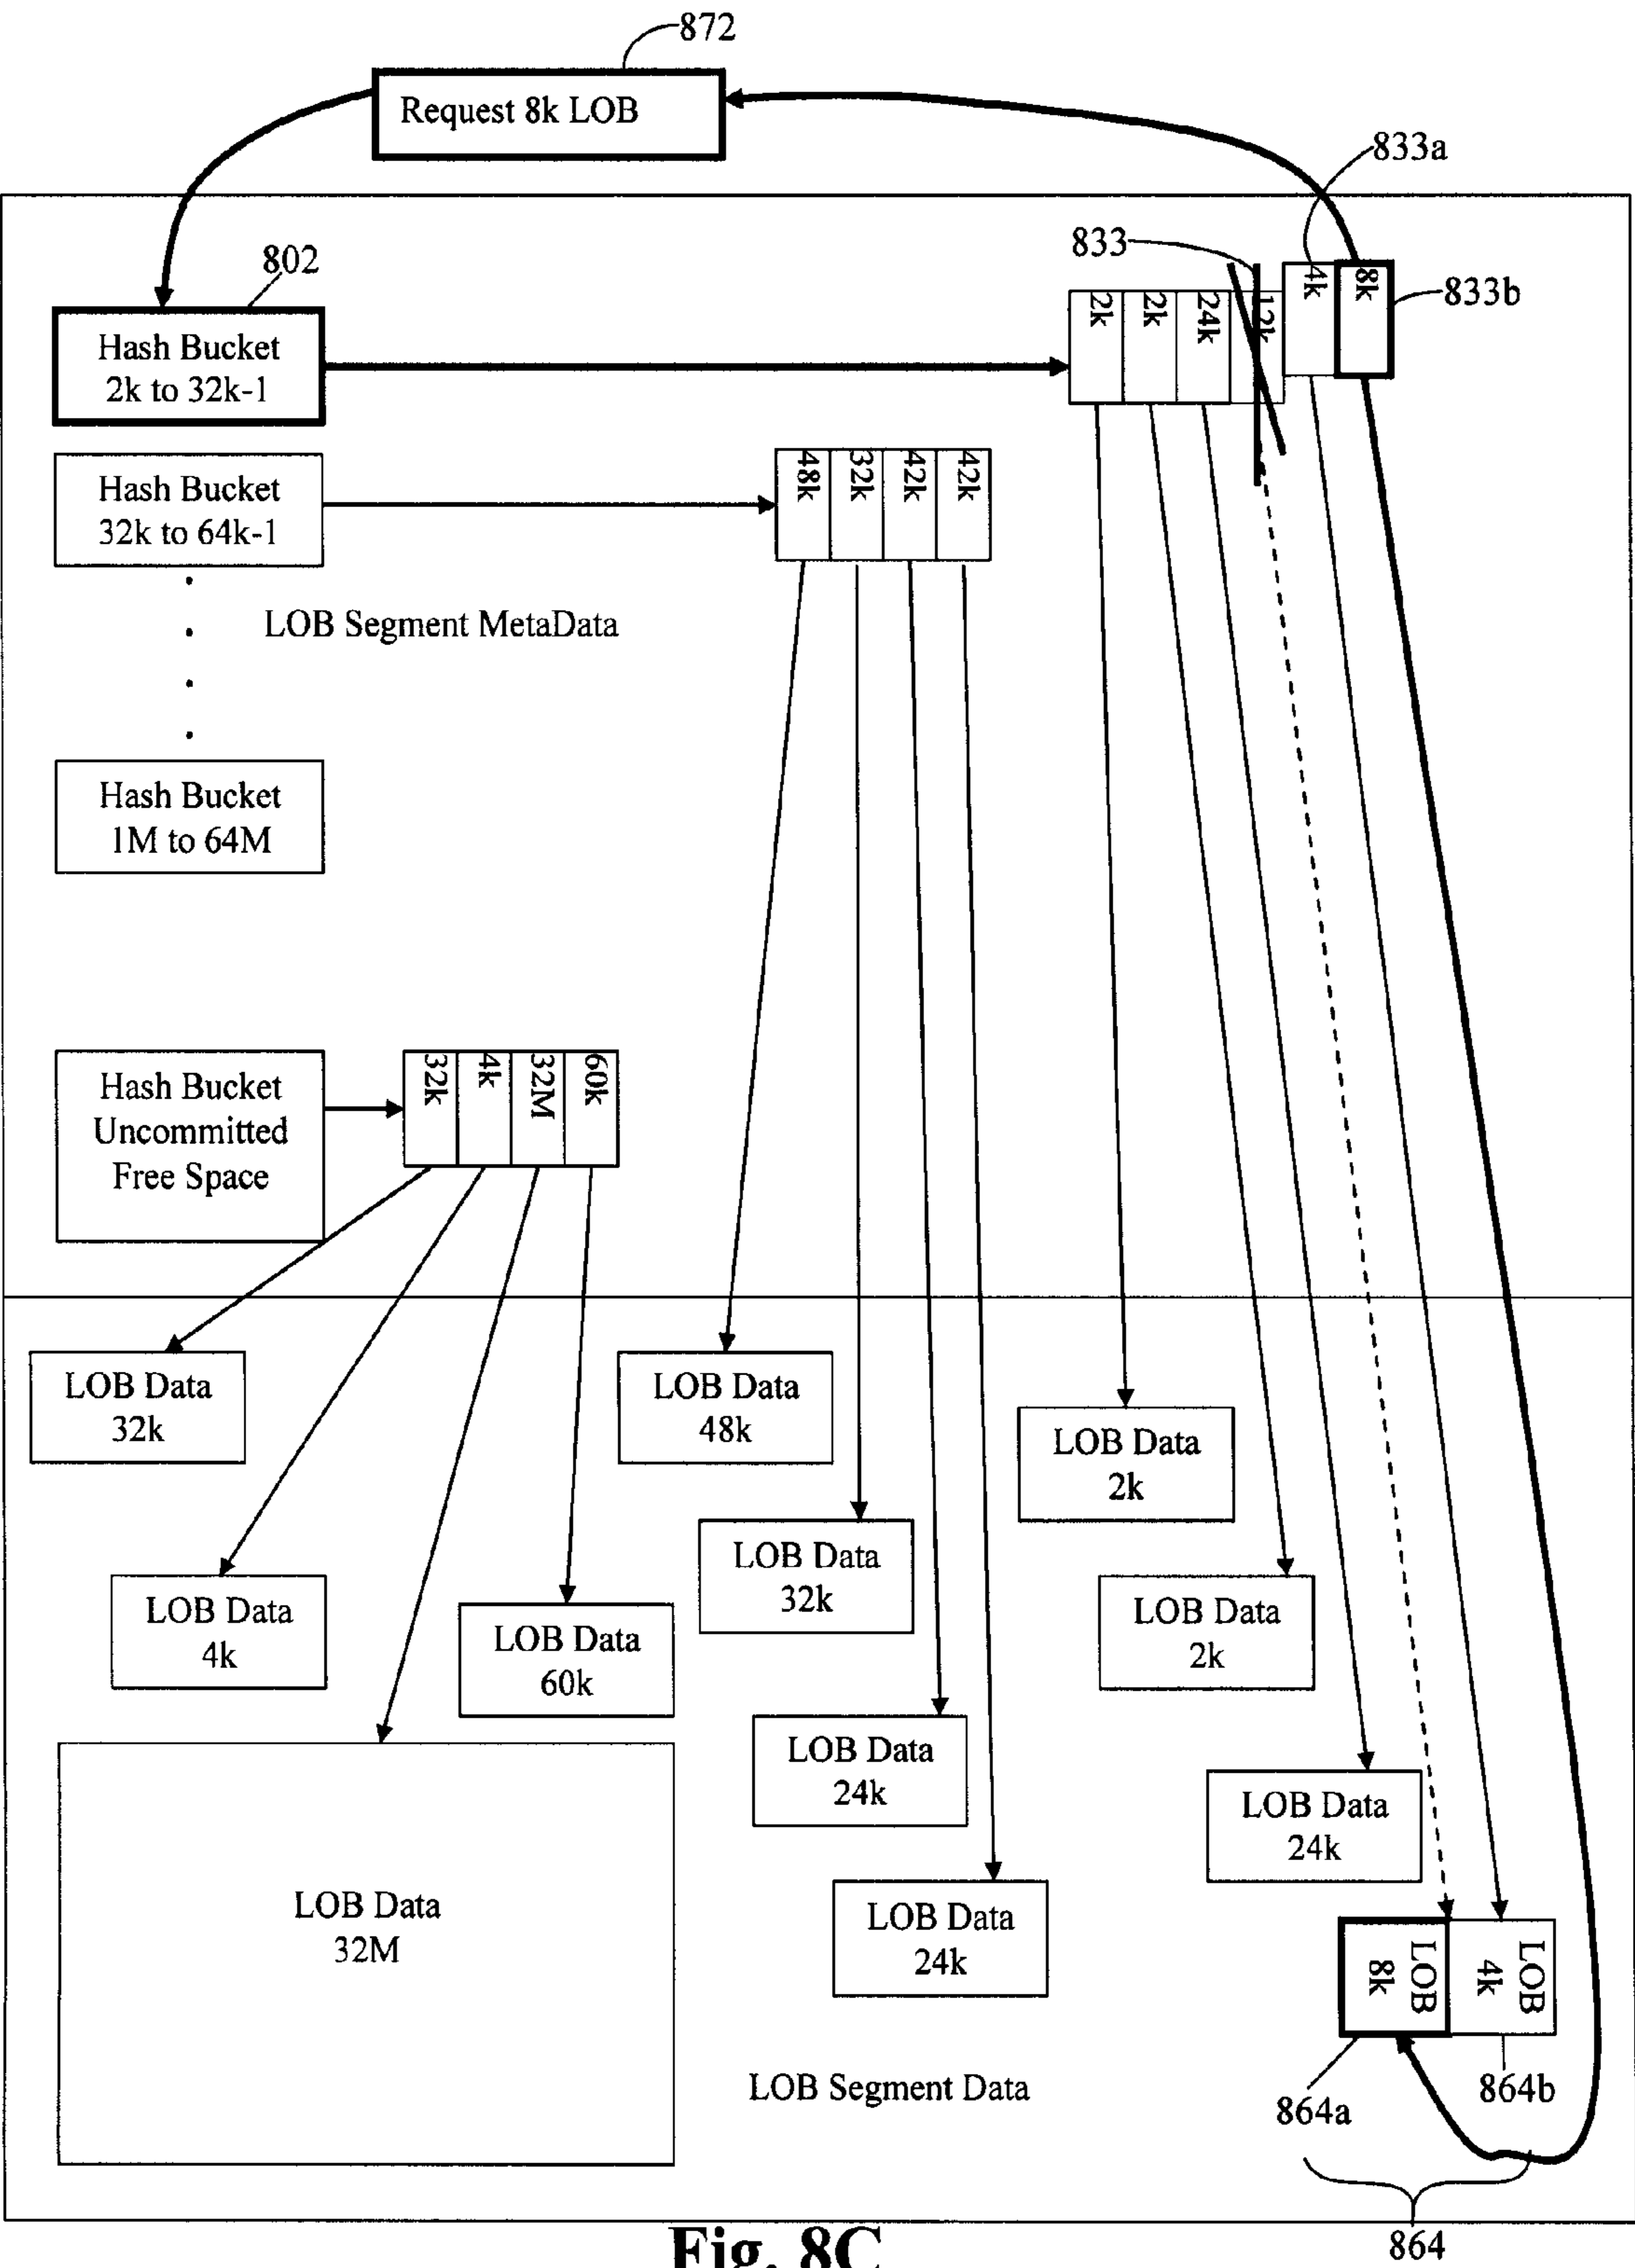 872
Request 8k LOB
833a
833
802
4k
8k
833b
2k
2k
24k
12k
Hash Bucket
2k to 32k-1
48k
32k
42k
42k
Hash Bucket
32k to 64k-1
.
.
.
.
LOB Segment MetaData
Hash Bucket
1M to 64M
32k
4k
32M
60k
Hash Bucket
Uncommitted
Free Space
LOB Data
32k
LOB Data
48k
LOB Data
2k
LOB Data
32k
LOB Data
4k
LOB Data
60k
LOB Data
2k
LOB Data
24k
LOB Data
24k
LOB Data
32M
LOB Data
24k
LOB
8k
LOB
4k
LOB Segment Data
864a
864b
864
Fig. 8C